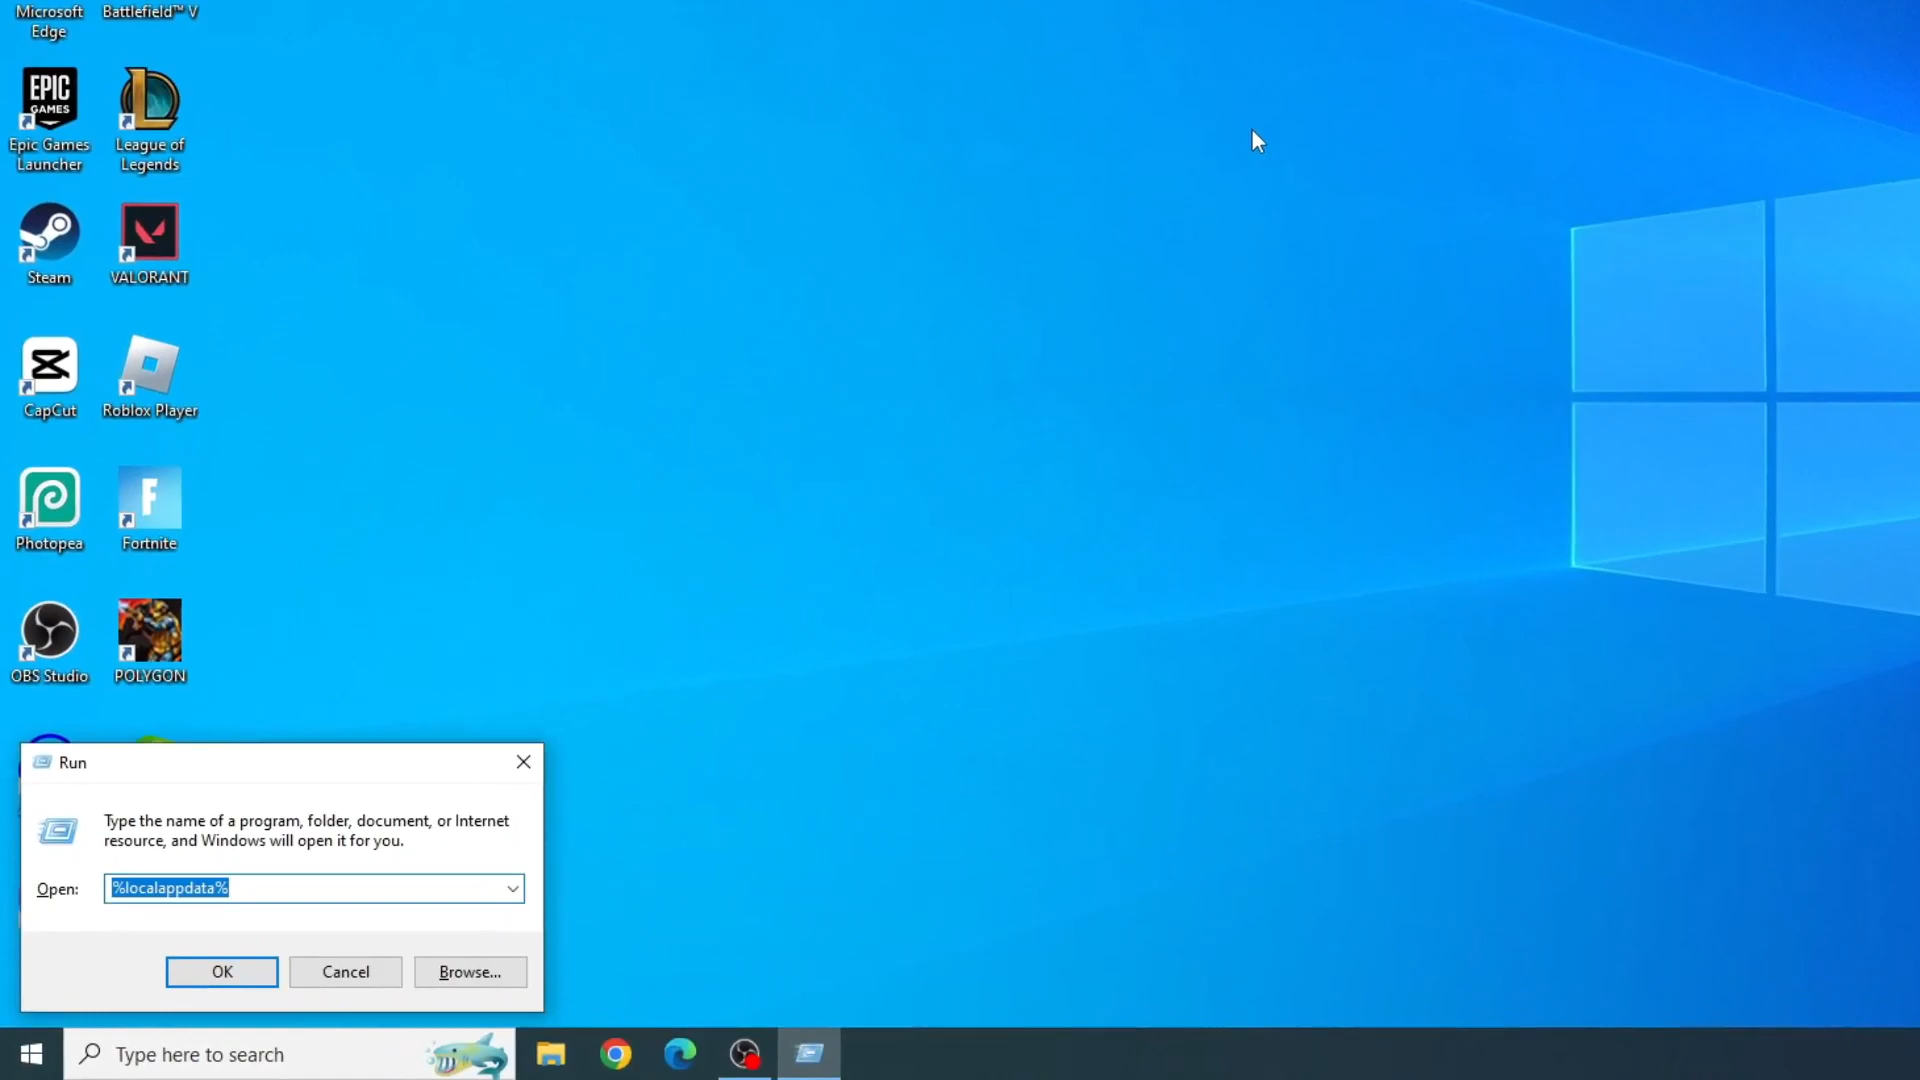 Microsoft
Edge
Battlefield™ V
EPIC
GAMES
Epic Games
Launcher
League of
Legends
Steam
VALORANT
CapCut
Roblox Player
Photopea
F
Fortnite
OBS Studio
POLYGON
Run
Type the name of a program, folder, document, or Internet
resource, and Windows will open it for you.
Open:
%localappdata%
OK
Cancel
Browse...
Type here to search